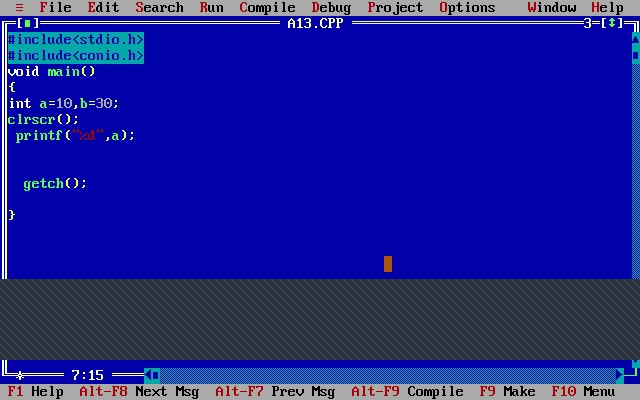 ≡ File Edit Search Run Compile Debug Project Options Window Help
[■] A13.CPP 3=[↕]
#include<stdio.h>
#include<conio.h>
void main()
{
int a=10,b=30;
clrscr();
printf("%d",a);
getch();
}
7:15
F1 Help Alt-F8 Next Msg Alt-F7 Prev Msg Alt-F9 Compile F9 Make F10 Menu